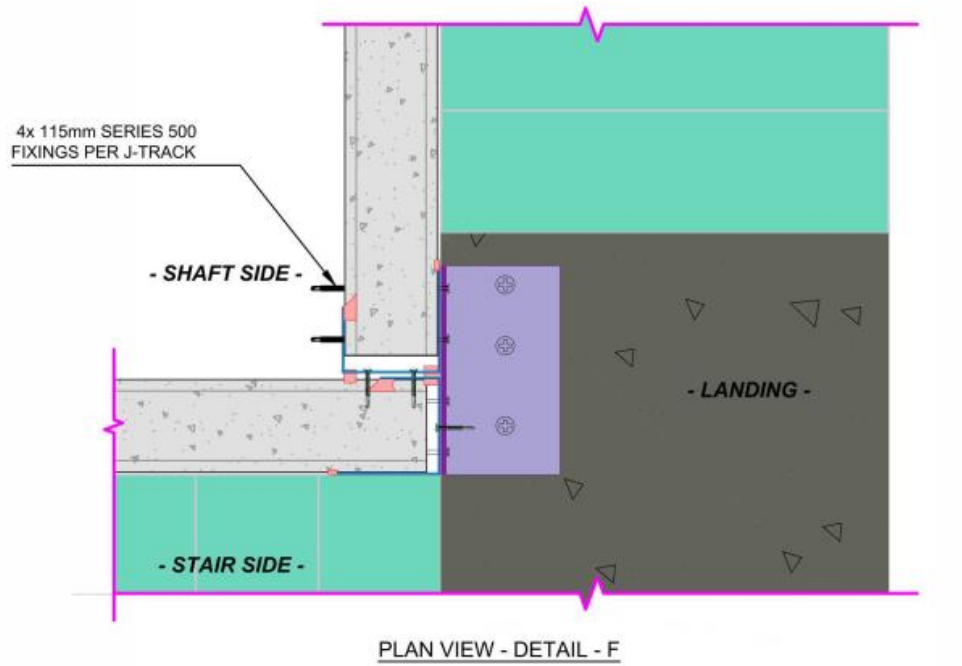 4x 115mm SERIES 500
FIXINGS PER J-TRACK
- SHAFT SIDE -
- LANDING -
- STAIR SIDE -
PLAN VIEW - DETAIL - F